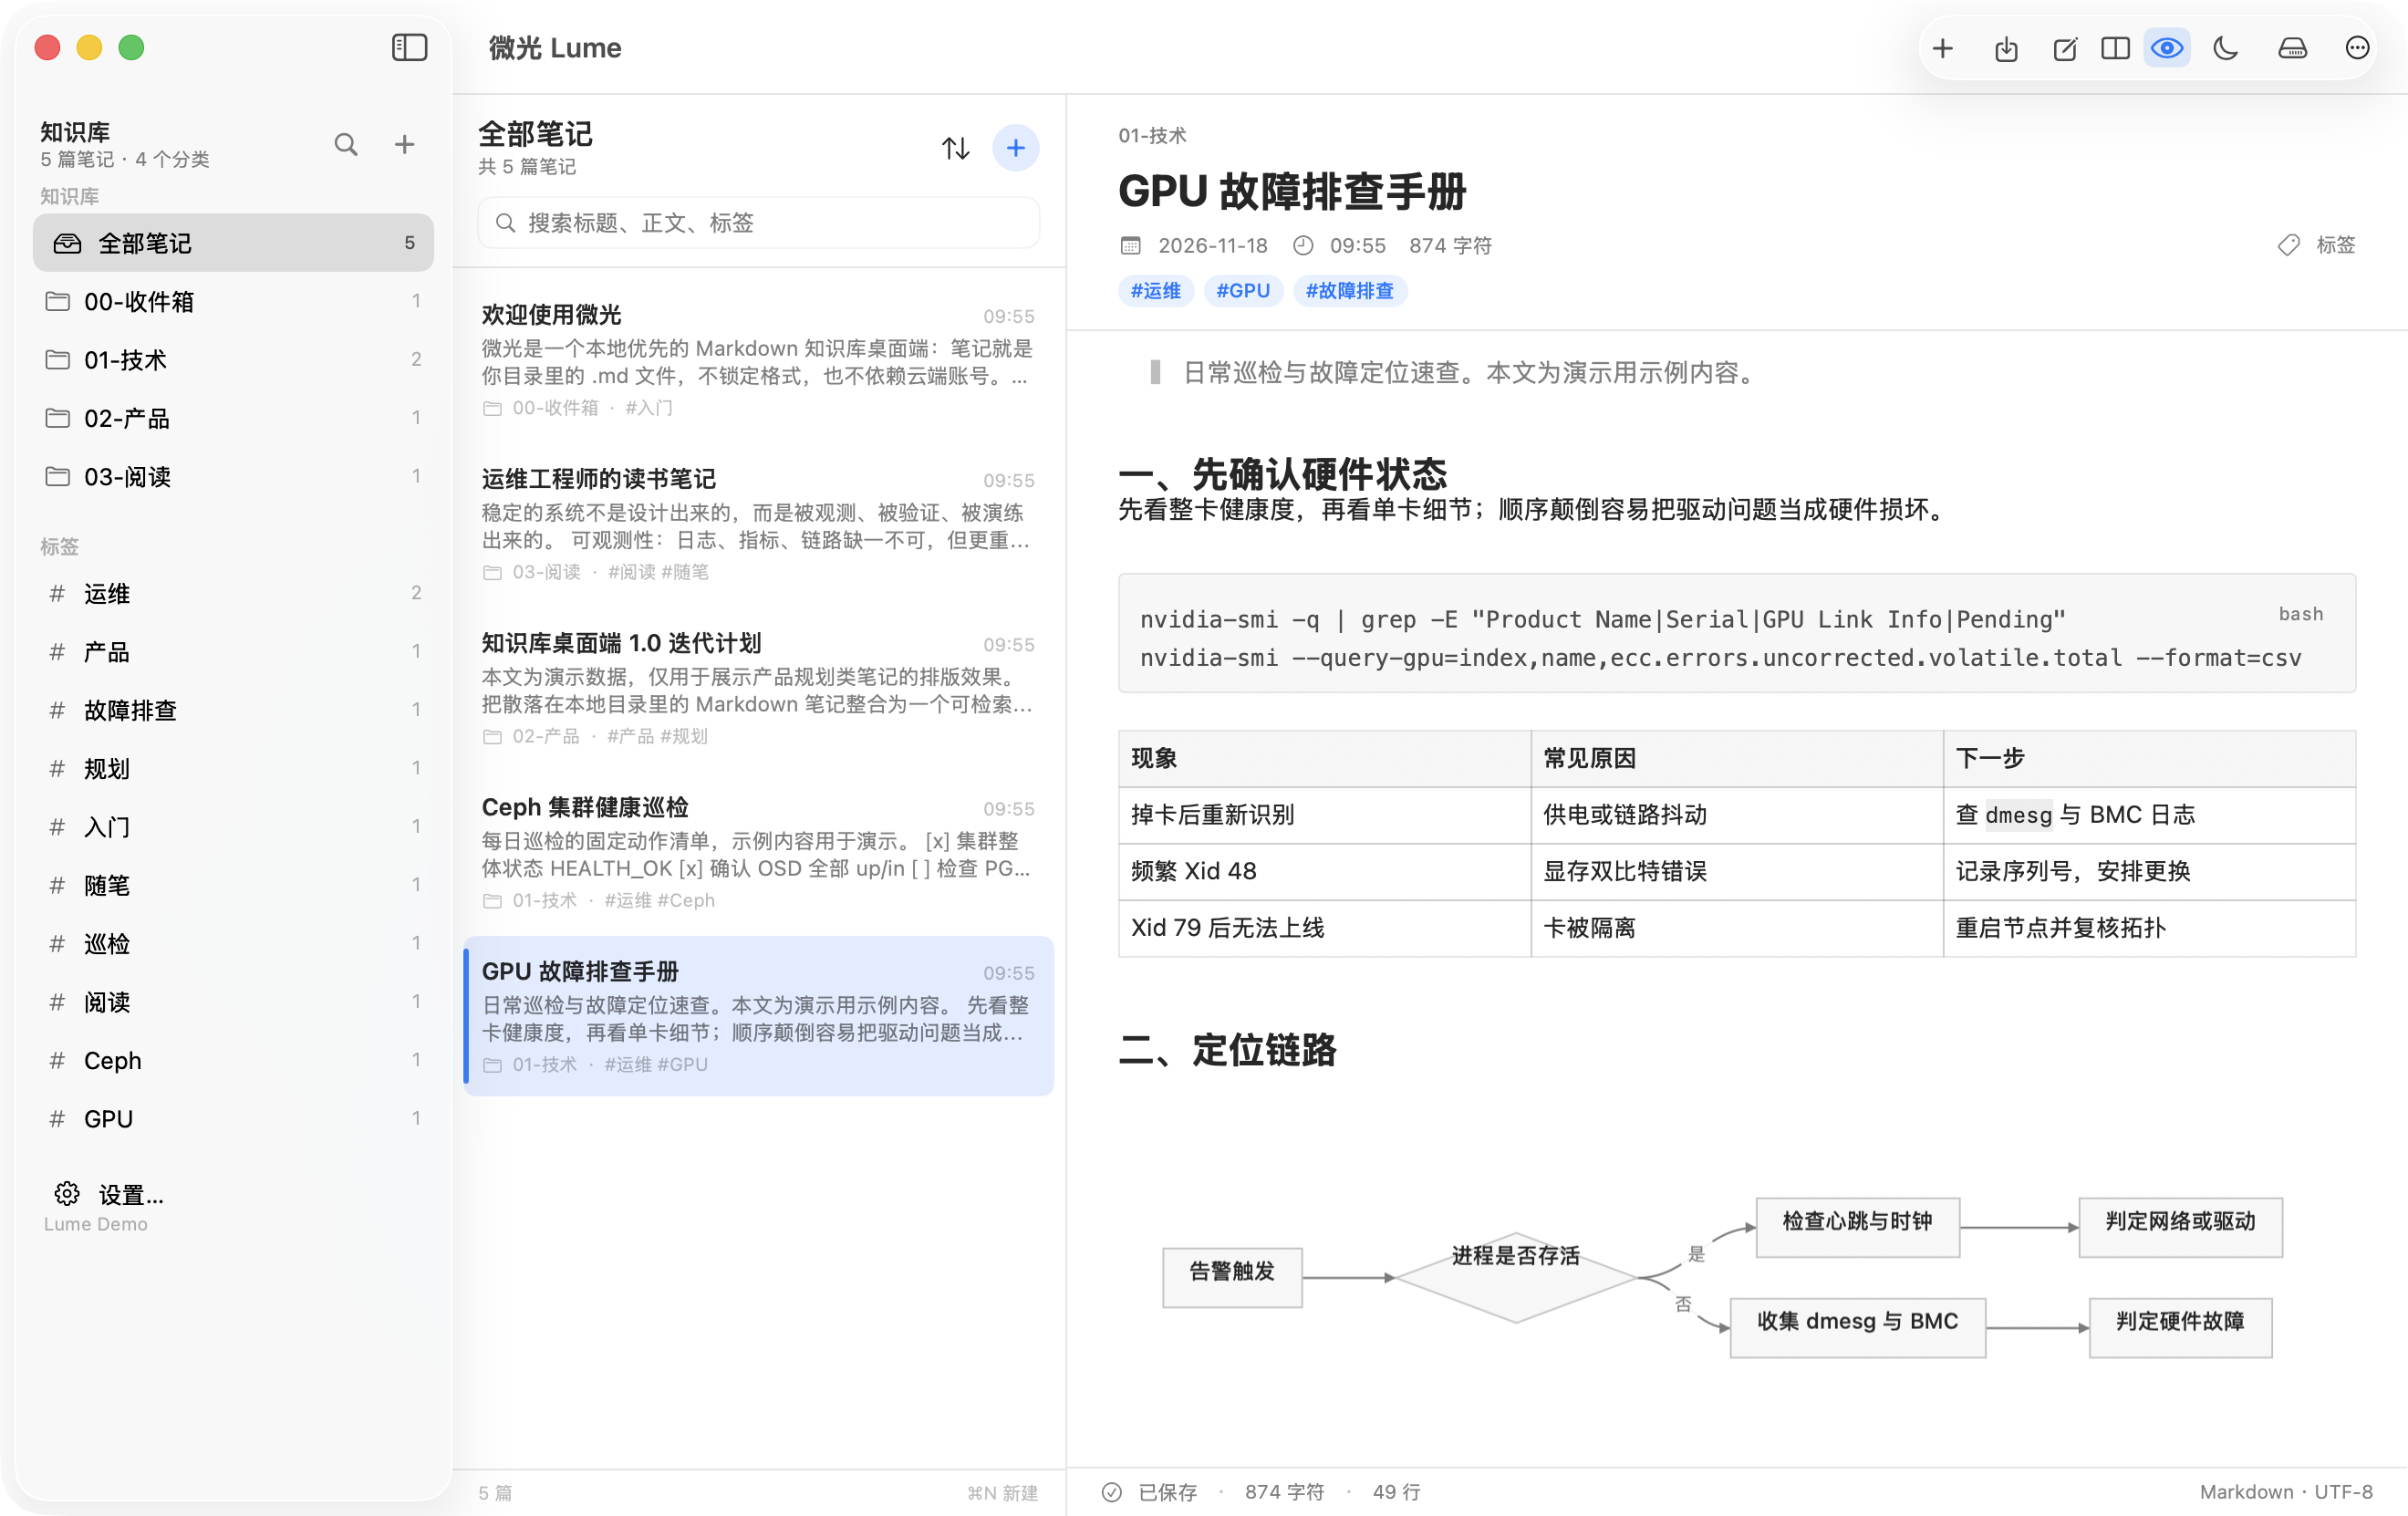 微光 Lume
知识库
5 篇笔记 · 4 个分类
知识库
全部笔记 5
00-收件箱 1
01-技术 2
02-产品 1
03-阅读 1
标签
# 运维 2
# 产品 1
# 故障排查 1
# 规划 1
# 入门 1
# 随笔 1
# 巡检 1
# 阅读 1
# Ceph 1
# GPU 1
设置...
Lume Demo
全部笔记
共 5 篇笔记
搜索标题、正文、标签
欢迎使用微光 09:55
微光是一个本地优先的 Markdown 知识库桌面端：笔记就是
你目录里的 .md 文件，不锁定格式，也不依赖云端账号。...
00-收件箱 · #入门
运维工程师的读书笔记 09:55
稳定的系统不是设计出来的，而是被观测、被验证、被演练
出来的。 可观测性：日志、指标、链路缺一不可，但更重...
03-阅读 · #阅读 #随笔
知识库桌面端 1.0 迭代计划 09:55
本文为演示数据，仅用于展示产品规划类笔记的排版效果。
把散落在本地目录里的 Markdown 笔记整合为一个可检索...
02-产品 · #产品 #规划
Ceph 集群健康巡检 09:55
每日巡检的固定动作清单，示例内容用于演示。 [x] 集群整
体状态 HEALTH_OK [x] 确认 OSD 全部 up/in [ ] 检查 PG...
01-技术 · #运维 #Ceph
GPU 故障排查手册 09:55
日常巡检与故障定位速查。本文为演示用示例内容。 先看整
卡健康度，再看单卡细节；顺序颠倒容易把驱动问题当成...
01-技术 · #运维 #GPU
5 篇 ⌘N 新建
01-技术
GPU 故障排查手册
2026-11-18 09:55 874 字符 标签
#运维 #GPU #故障排查
日常巡检与故障定位速查。本文为演示用示例内容。
一、先确认硬件状态
先看整卡健康度，再看单卡细节；顺序颠倒容易把驱动问题当成硬件损坏。
bash
nvidia-smi -q | grep -E "Product Name|Serial|GPU Link Info|Pending"
nvidia-smi --query-gpu=index,name,ecc.errors.uncorrected.volatile.total --format=csv
现象 常见原因 下一步
掉卡后重新识别 供电或链路抖动 查 dmesg 与 BMC 日志
频繁 Xid 48 显存双比特错误 记录序列号，安排更换
Xid 79 后无法上线 卡被隔离 重启节点并复核拓扑
二、定位链路
告警触发
进程是否存活
是
检查心跳与时钟
判定网络或驱动
否
收集 dmesg 与 BMC
判定硬件故障
已保存 · 874 字符 · 49 行
Markdown · UTF-8